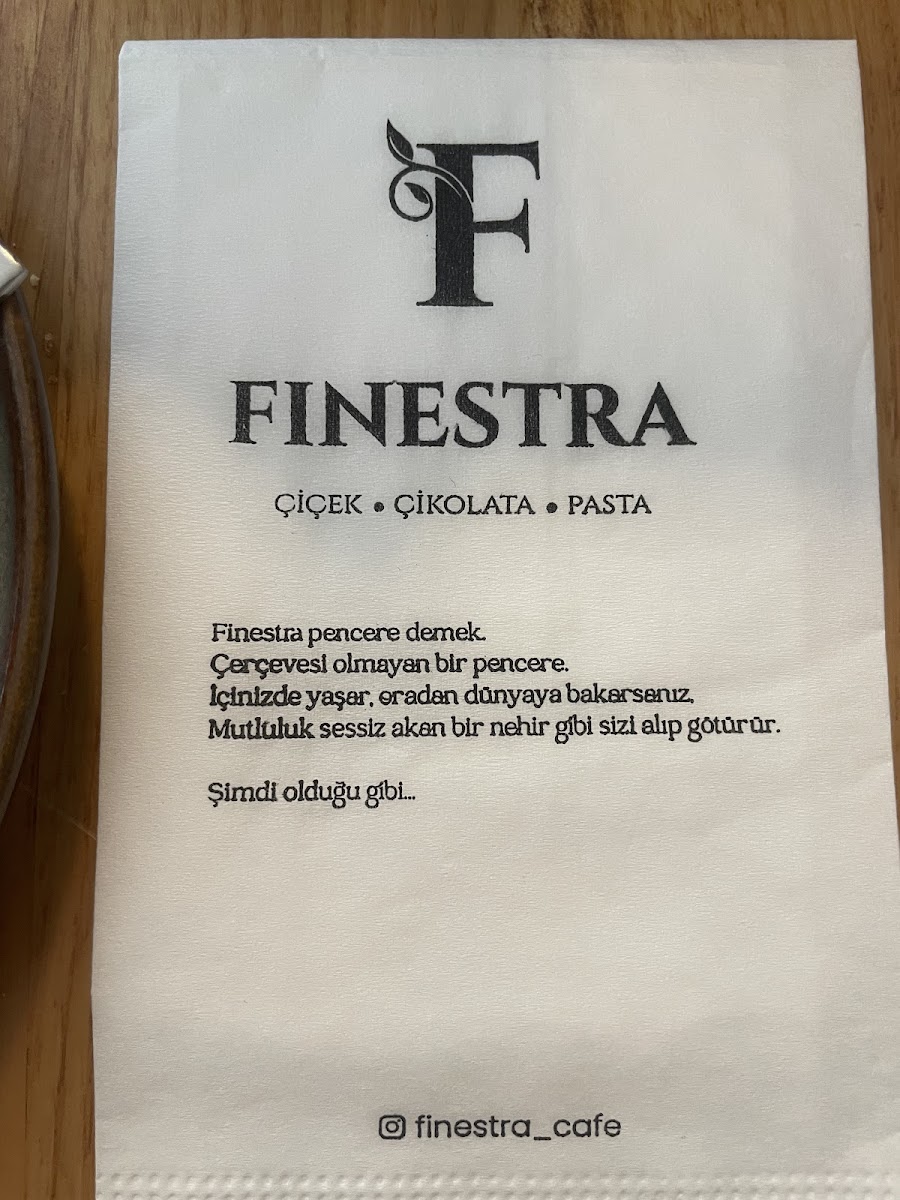 F
FINESTRA
ÇİÇEK • ÇİKOLATA • PASTA
Finestra pencere demek.
Çerçevesi olmayan bir pencere.
İçinizde yaşar, oradan dünyaya bakarsanız,
Mutluluk sessiz akan bir nehir gibi sizi alıp götürür.
Şimdi olduğu gibi...
finestra_cafe